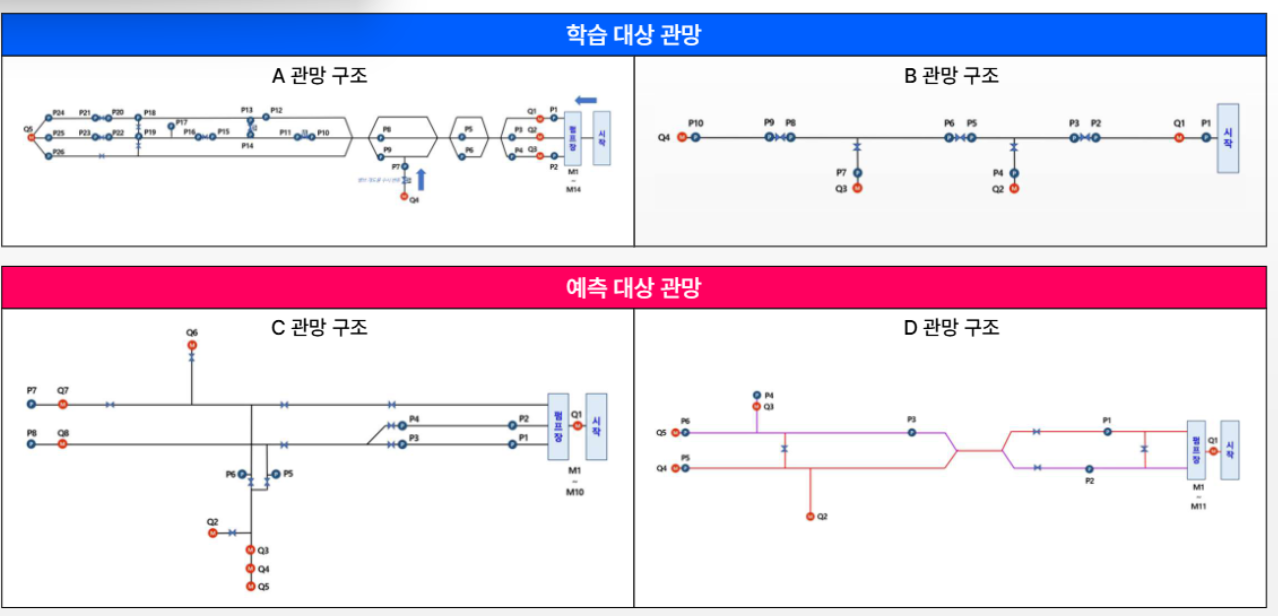 학습 대상 관망
A 관망 구조
P24 P21 P20 P18 P13 P12 Q1 P1
Q5 P17
P25 P23 P22 P19 P16 P15 P11 P10 P8 P5 P3 Q2 펌프장 시작
P26 P14 P9 P6 P4 Q3
P7 P2
M1
~
M14
Q4
B 관망 구조
P10 P9 P8 P6 P5 P3 P2 Q1 P1
Q4 시작
P7 P4
Q3 Q2
예측 대상 관망
C 관망 구조
Q6
P7 Q7
P4 P2 펌프장 Q1 시작
P8 Q8 P3 P1
P6 P5 M1
~
M10
Q2
Q3
Q4
Q5
D 관망 구조
P4
Q3
P6 P3 P1
Q5 펌프장 Q1 시작
P5
Q4 P2
M1
~
M11
Q2